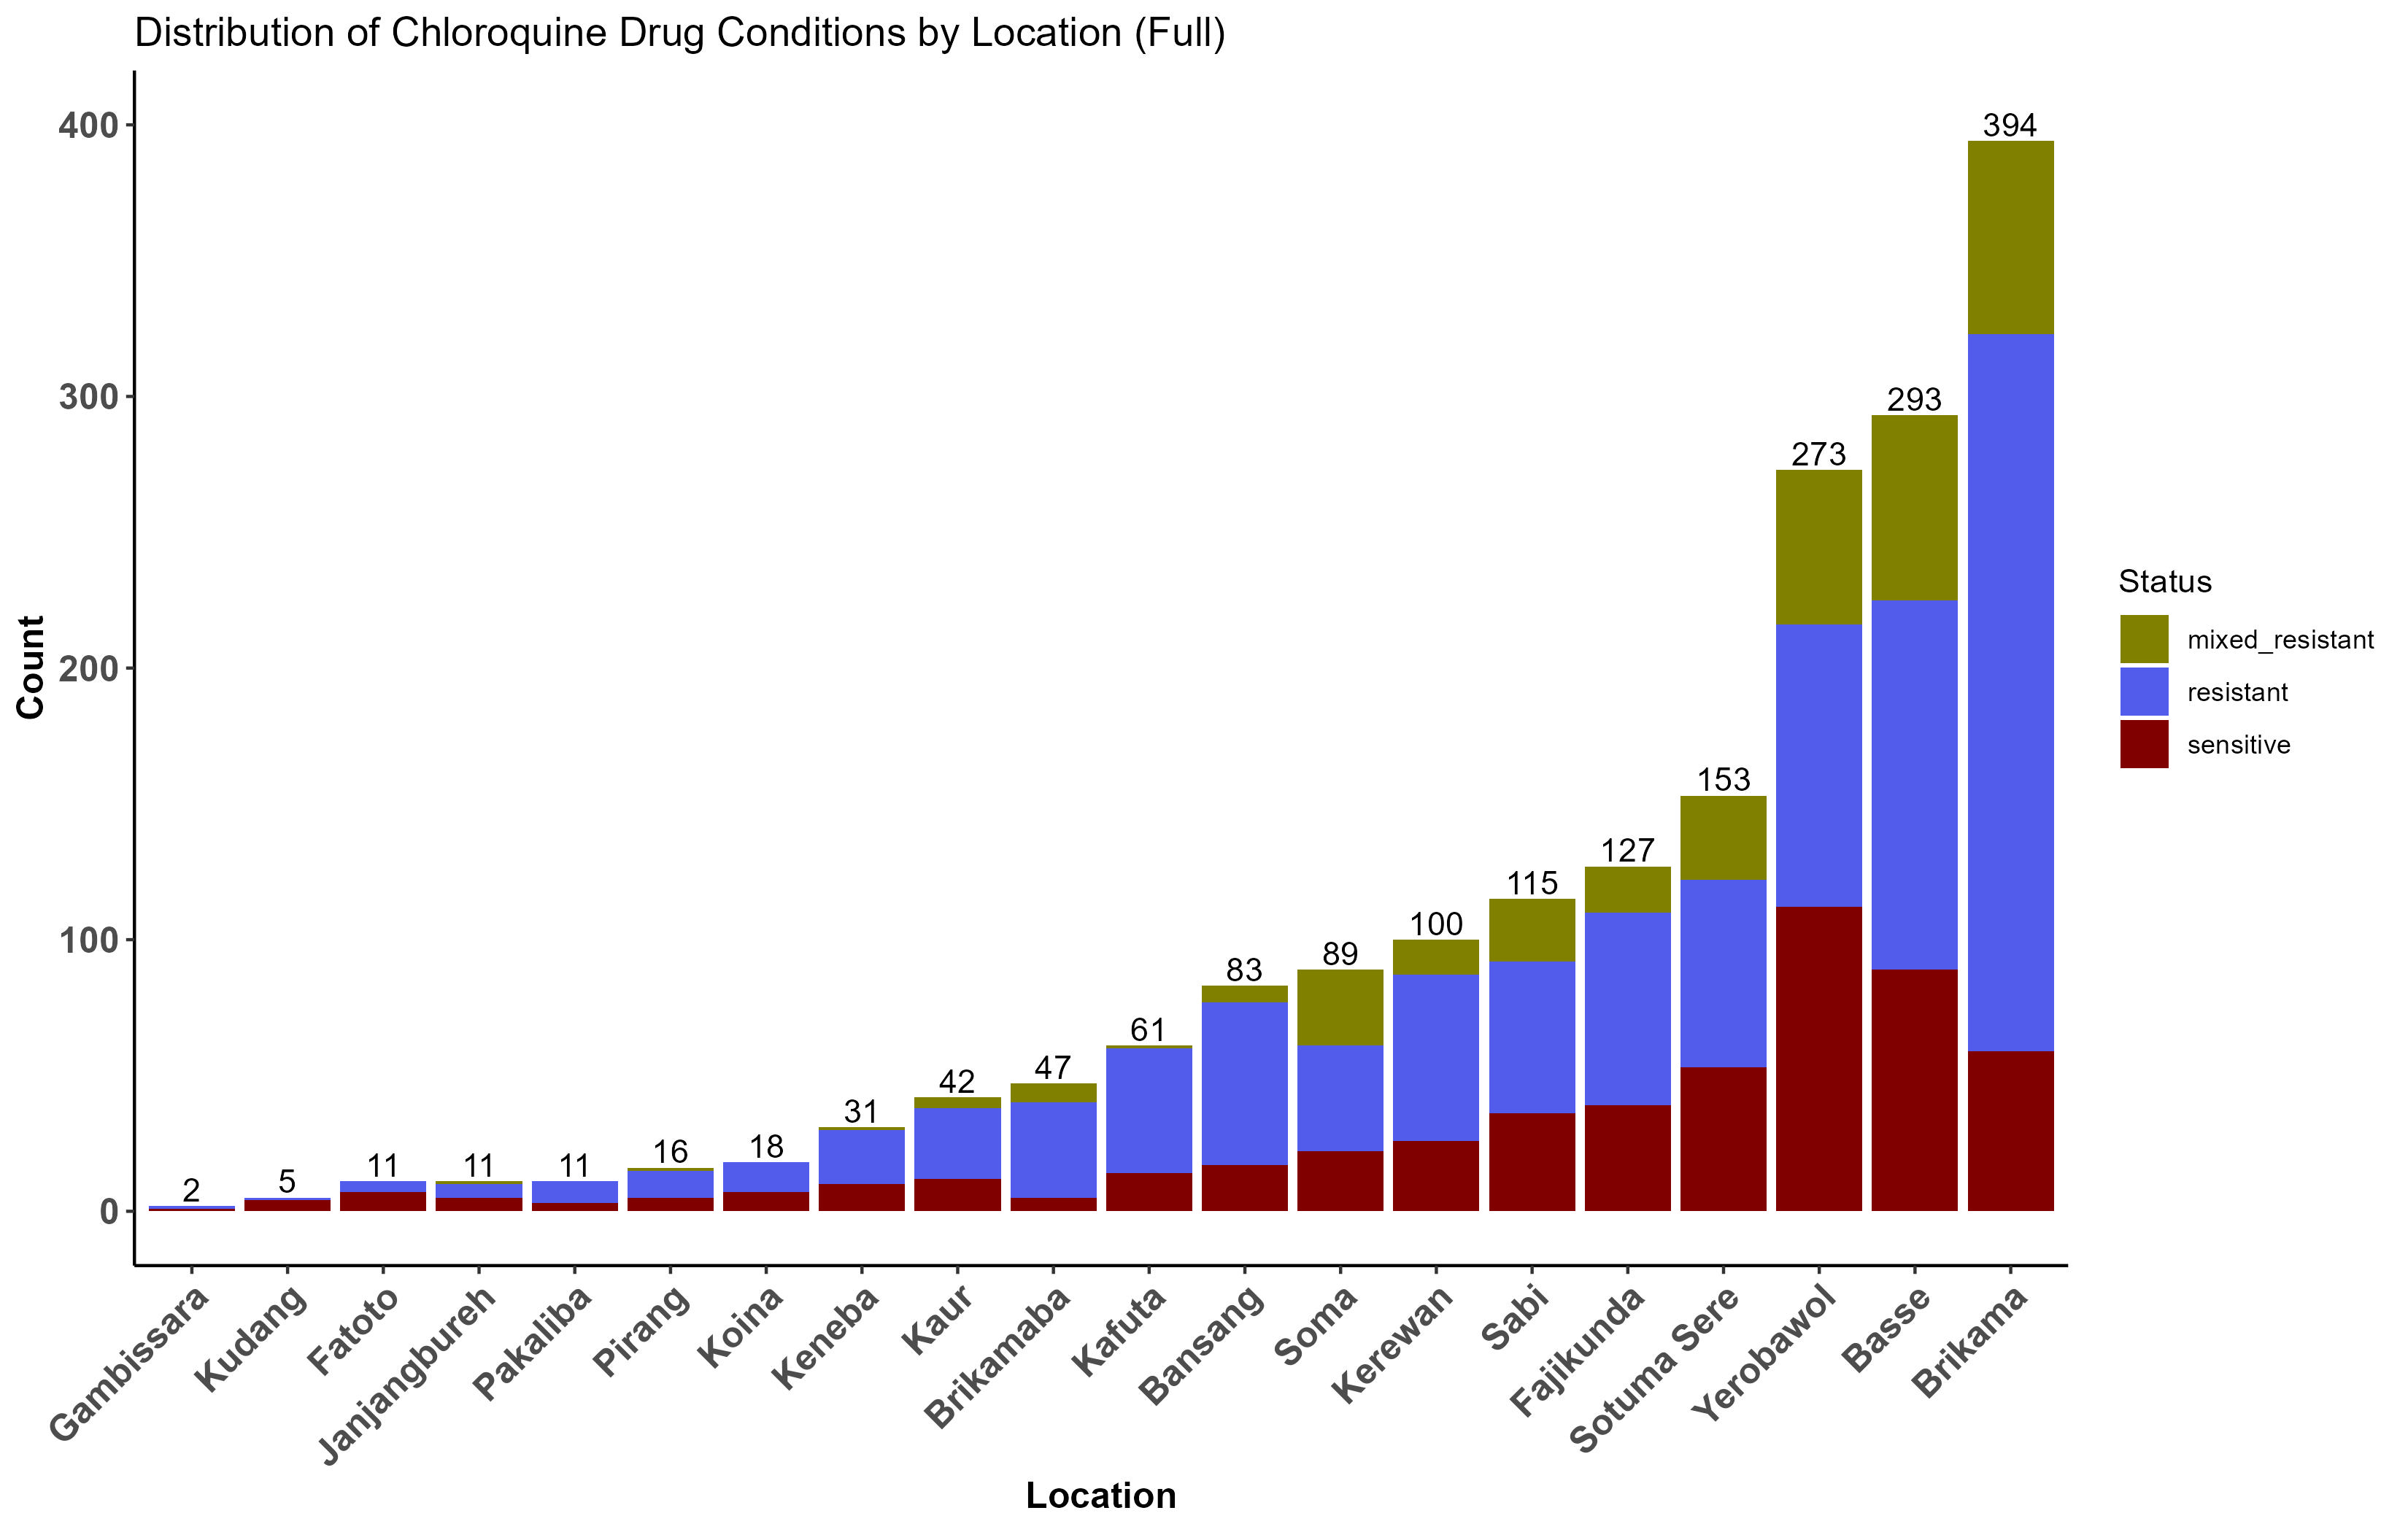 Distribution of Chloroquine Drug Conditions by Location (Full)
Count
400
300
200
100
0
2
5
11
11
11
16
18
31
42
47
61
83
89
100
115
127
153
273
293
394
Gambissara
Kudang
Fatoto
Janjangbureh
Pakaliba
Pirang
Koina
Keneba
Kaur
Brikamaba
Kafuta
Bansang
Soma
Kerewan
Sabi
Fajikunda
Sotuma Sere
Yerobawol
Basse
Brikama
Location
Status
mixed_resistant
resistant
sensitive